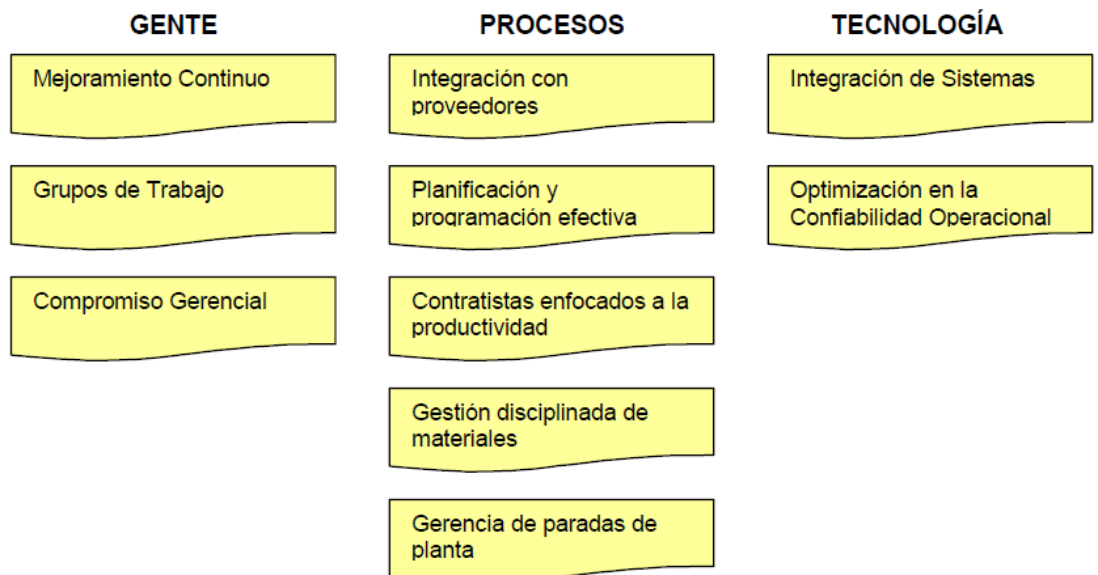 GENTE
Mejoramiento Continuo
Grupos de Trabajo
Compromiso Gerencial
PROCESOS
Integración con
proveedores
Planificación y
programación efectiva
Contratistas enfocados a la
productividad
Gestión disciplinada de
materiales
Gerencia de paradas de
planta
TECNOLOGÍA
Integración de Sistemas
Optimización en la
Confiabilidad Operacional